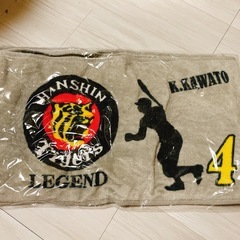 HANSHIN
Tigers
LEGEND
K.KAWATO
4